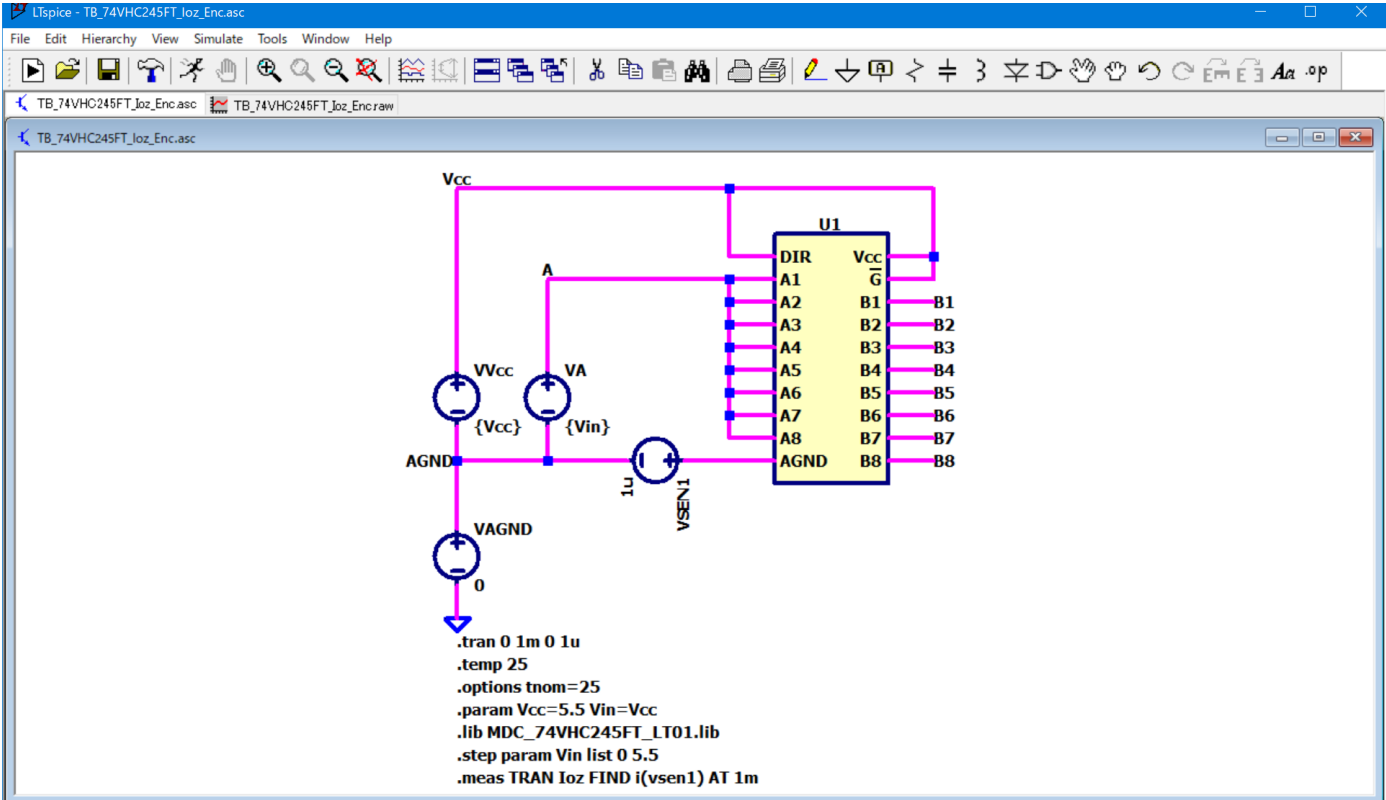 LTspice - TB_74VHC245FT_Ioz_Enc.asc
File Edit Hierarchy View Simulate Tools Window Help
Aa .op
TB_74VHC245FT_Ioz_Enc.asc TB_74VHC245FT_Ioz_Enc.raw
TB_74VHC245FT_Ioz_Enc.asc
Vcc
U1
DIR Vcc
A
A1 G
A2 B1 B1
A3 B2 B2
A4 B3 B3
VVcc VA A5 B4 B4
A6 B5 B5
{Vcc} {Vin} A7 B6 B6
A8 B7 B7
AGND AGND B8 B8
1u VSEN1
VAGND
0
.tran 0 1m 0 1u
.temp 25
.options tnom=25
.param Vcc=5.5 Vin=Vcc
.lib MDC_74VHC245FT_LT01.lib
.step param Vin list 0 5.5
.meas TRAN Ioz FIND i(vsen1) AT 1m